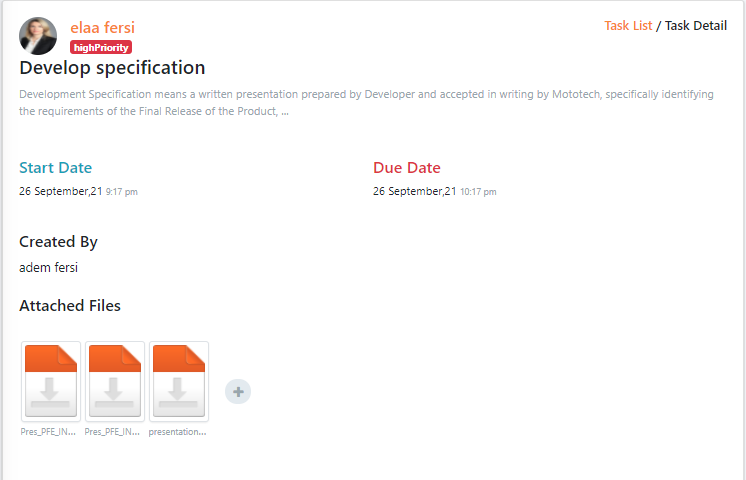 elaa fersi
Task List / Task Detail
highPriority
Develop specification
Development Specification means a written presentation prepared by Developer and accepted in writing by Mototech, specifically identifying
the requirements of the Final Release of the Product, ...
Start Date
Due Date
26 September,21 9:17 pm
26 September,21 10:17 pm
Created By
adem fersi
Attached Files
Pres_PFE_IN... Pres_PFE_IN... presentation...